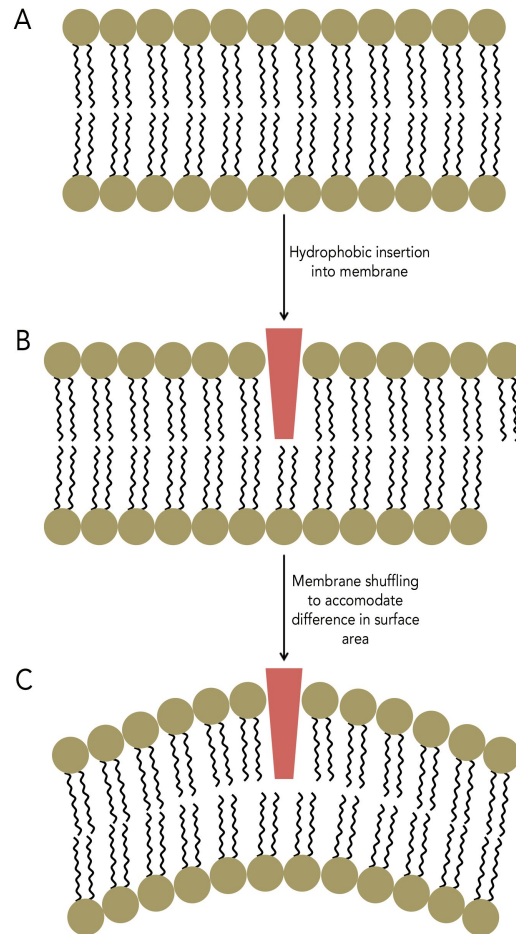 A
Hydrophobic insertion
into membrane
B
Membrane shuffling
to accomodate
difference in surface
area
C